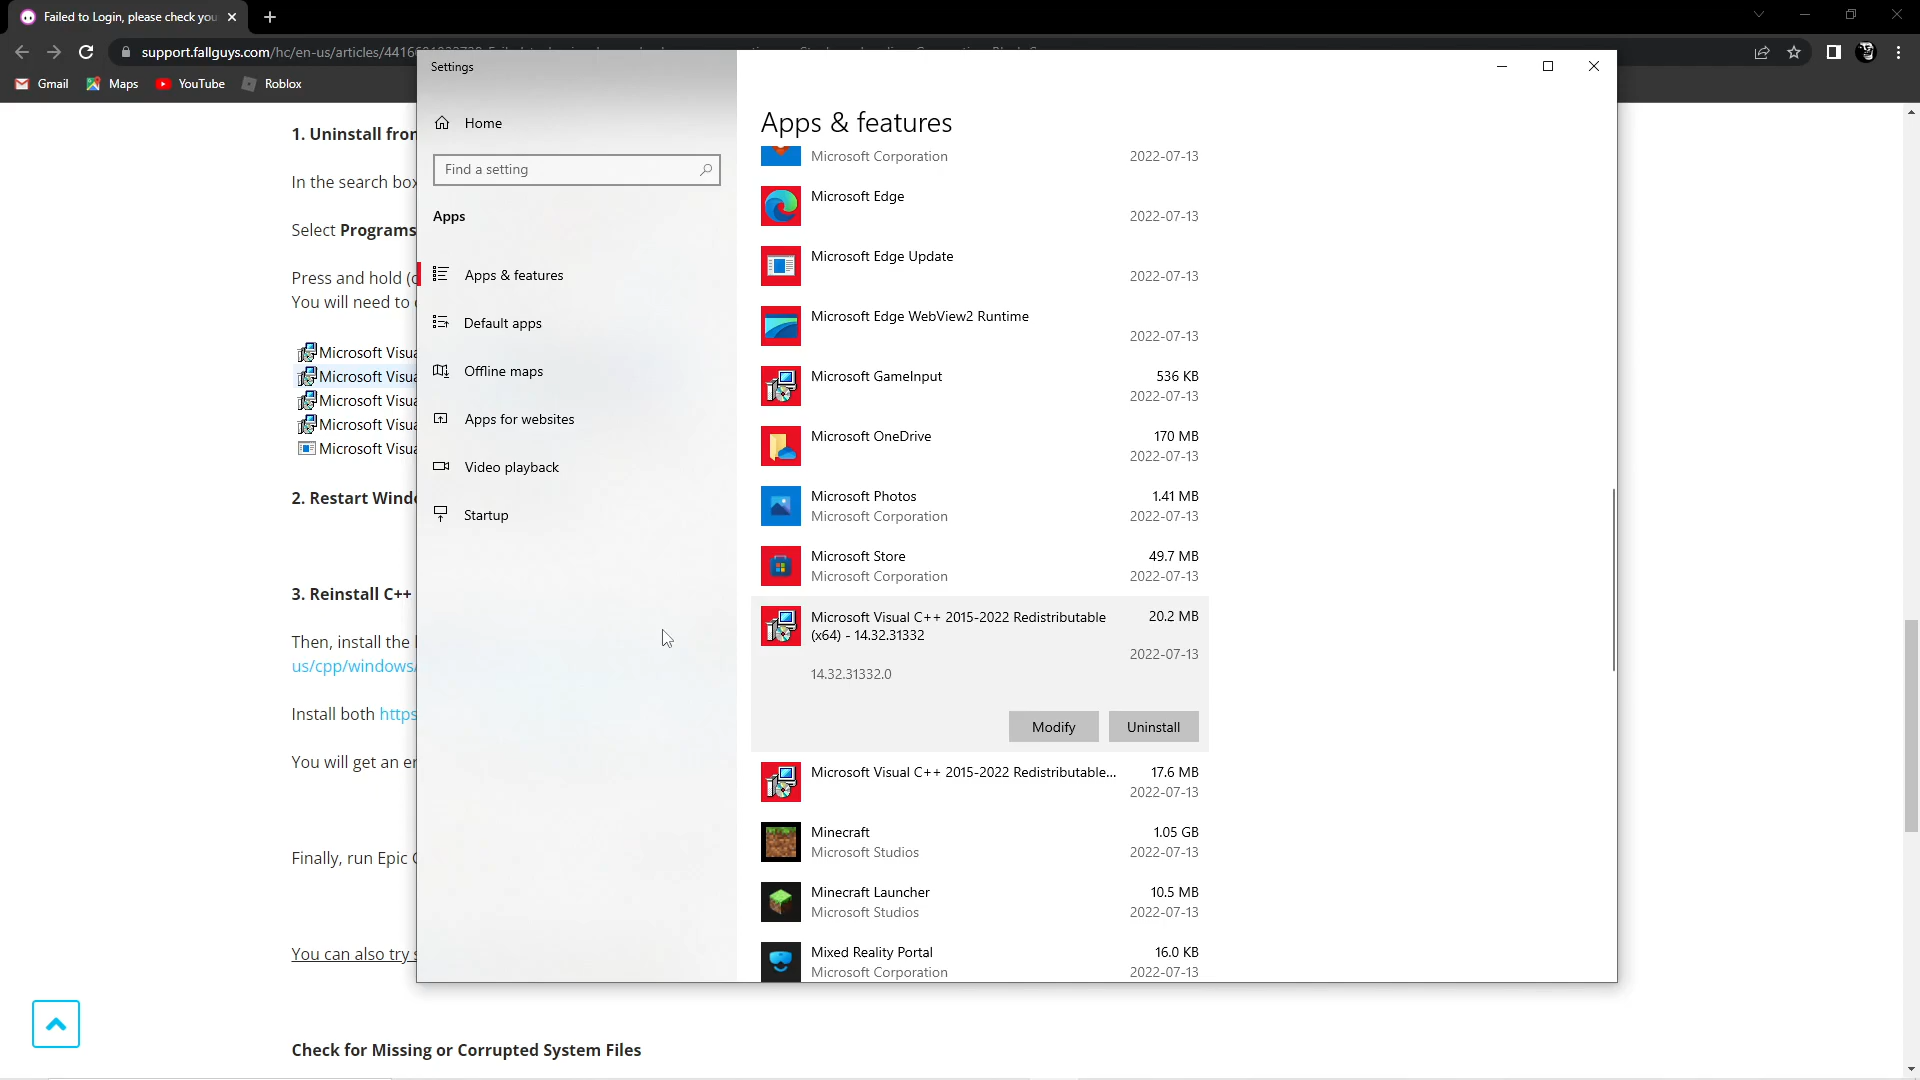 Failed to Login, please check you
support.fallguys.com/hc/en-us/articles/4416
Gmail
Maps
YouTube
Roblox
1. Uninstall from
In the search box
Select Programs
Press and hold (
You will need to
Microsoft Visua
Microsoft Visua
Microsoft Visua
Microsoft Visua
Microsoft Visua
2. Restart Windo
3. Reinstall C++
Then, install the
us/cpp/windows/
Install both https
You will get an er
Finally, run Epic
You can also try s
Check for Missing or Corrupted System Files
Settings
Home
Find a setting
Apps
Apps & features
Default apps
Offline maps
Apps for websites
Video playback
Startup
Apps & features
Microsoft Corporation 2022-07-13
Microsoft Edge
2022-07-13
Microsoft Edge Update
2022-07-13
Microsoft Edge WebView2 Runtime
2022-07-13
Microsoft GameInput 536 KB
2022-07-13
Microsoft OneDrive 170 MB
2022-07-13
Microsoft Photos 1.41 MB
Microsoft Corporation 2022-07-13
Microsoft Store 49.7 MB
Microsoft Corporation 2022-07-13
Microsoft Visual C++ 2015-2022 Redistributable 20.2 MB
(x64) - 14.32.31332
2022-07-13
14.32.31332.0
Modify Uninstall
Microsoft Visual C++ 2015-2022 Redistributable... 17.6 MB
2022-07-13
Minecraft 1.05 GB
Microsoft Studios 2022-07-13
Minecraft Launcher 10.5 MB
Microsoft Studios 2022-07-13
Mixed Reality Portal 16.0 KB
Microsoft Corporation 2022-07-13